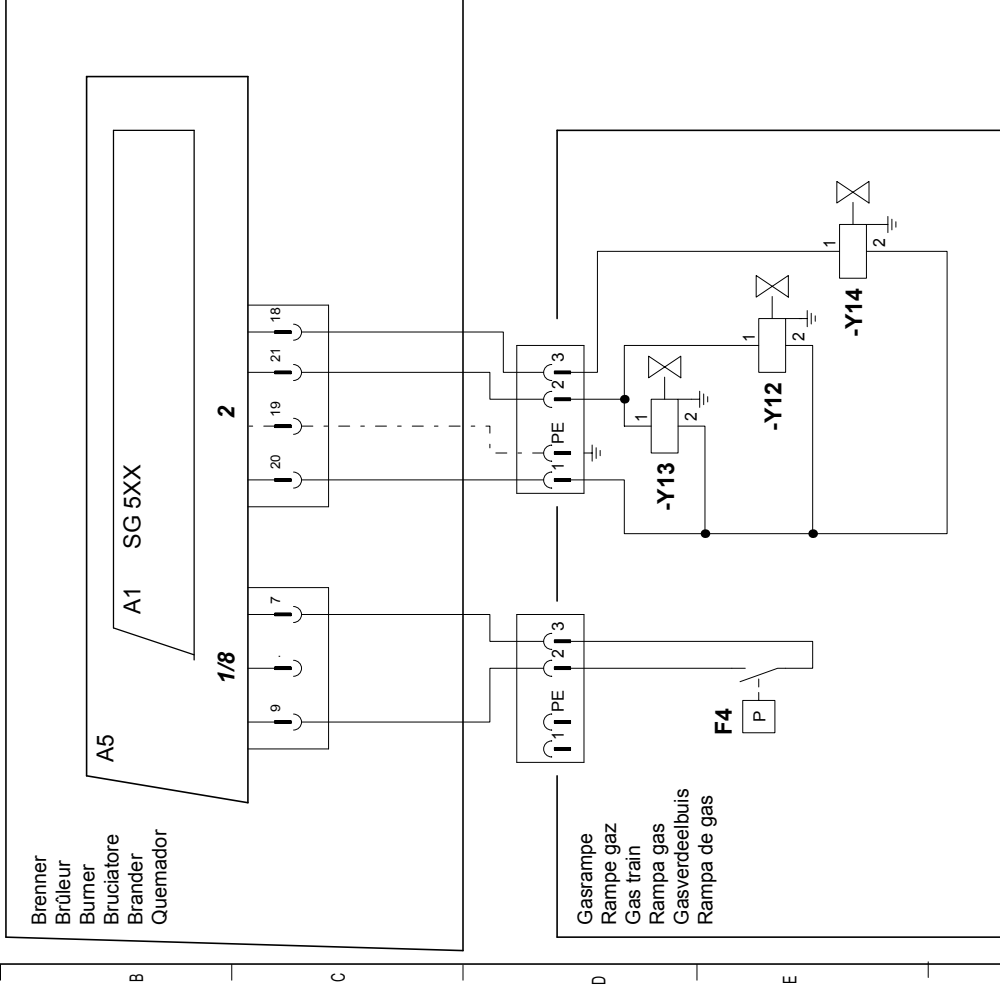 Brenner
Brûleur
Burner
Bruciatore
Brander
Quemador
A5
A1 SG 5XX
1/8
2
9
.
7
20
19
21
18
1
PE
2
3
1
PE
2
3
Gasrampe
Rampe gaz
Gas train
Rampa gas
Gasverdeelbuis
Rampa de gas
F4
P
-Y13
1
2
-Y12
1
2
-Y14
1
2
B
C
D
E